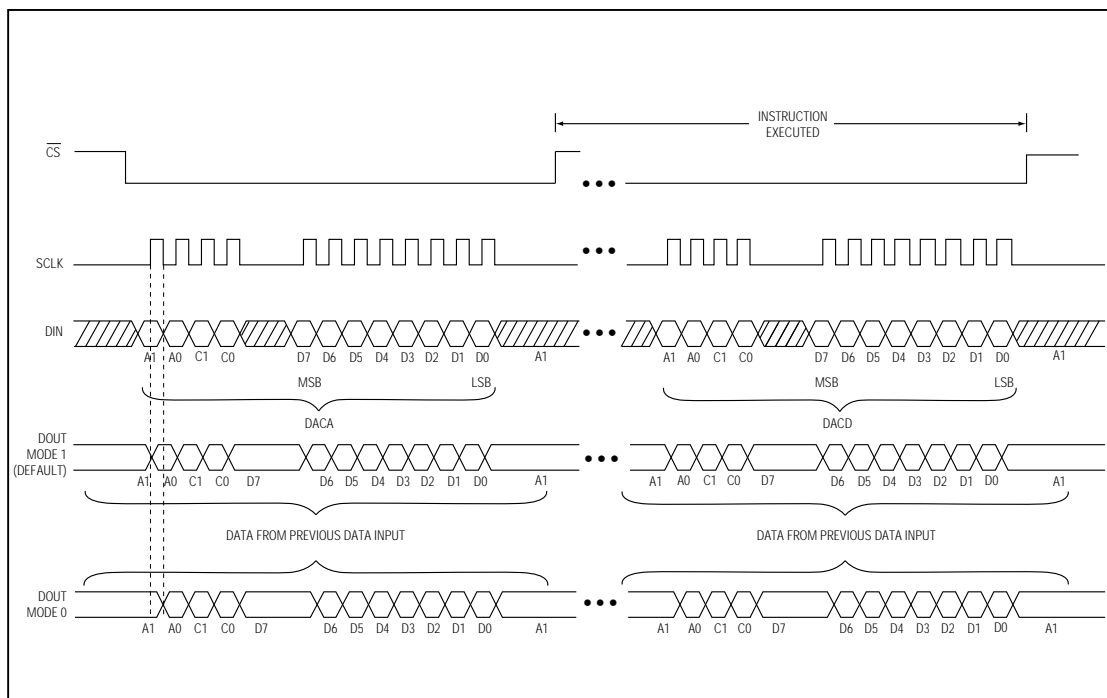 INSTRUCTION
EXECUTED
CS
SCLK
DIN
A1 A0 C1 C0 D7 D6 D5 D4 D3 D2 D1 D0 A1 A1 A0 C1 C0 D7 D6 D5 D4 D3 D2 D1 D0 A1
MSB LSB MSB LSB
DACA DACD
DOUT
MODE 1
(DEFAULT)
A1 A0 C1 C0 D7 D6 D5 D4 D3 D2 D1 D0 A1 A1 A0 C1 C0 D7 D6 D5 D4 D3 D2 D1 D0 A1
DATA FROM PREVIOUS DATA INPUT DATA FROM PREVIOUS DATA INPUT
DOUT
MODE 0
A1 A0 C1 C0 D7 D6 D5 D4 D3 D2 D1 D0 A1 A1 A0 C1 C0 D7 D6 D5 D4 D3 D2 D1 D0 A1